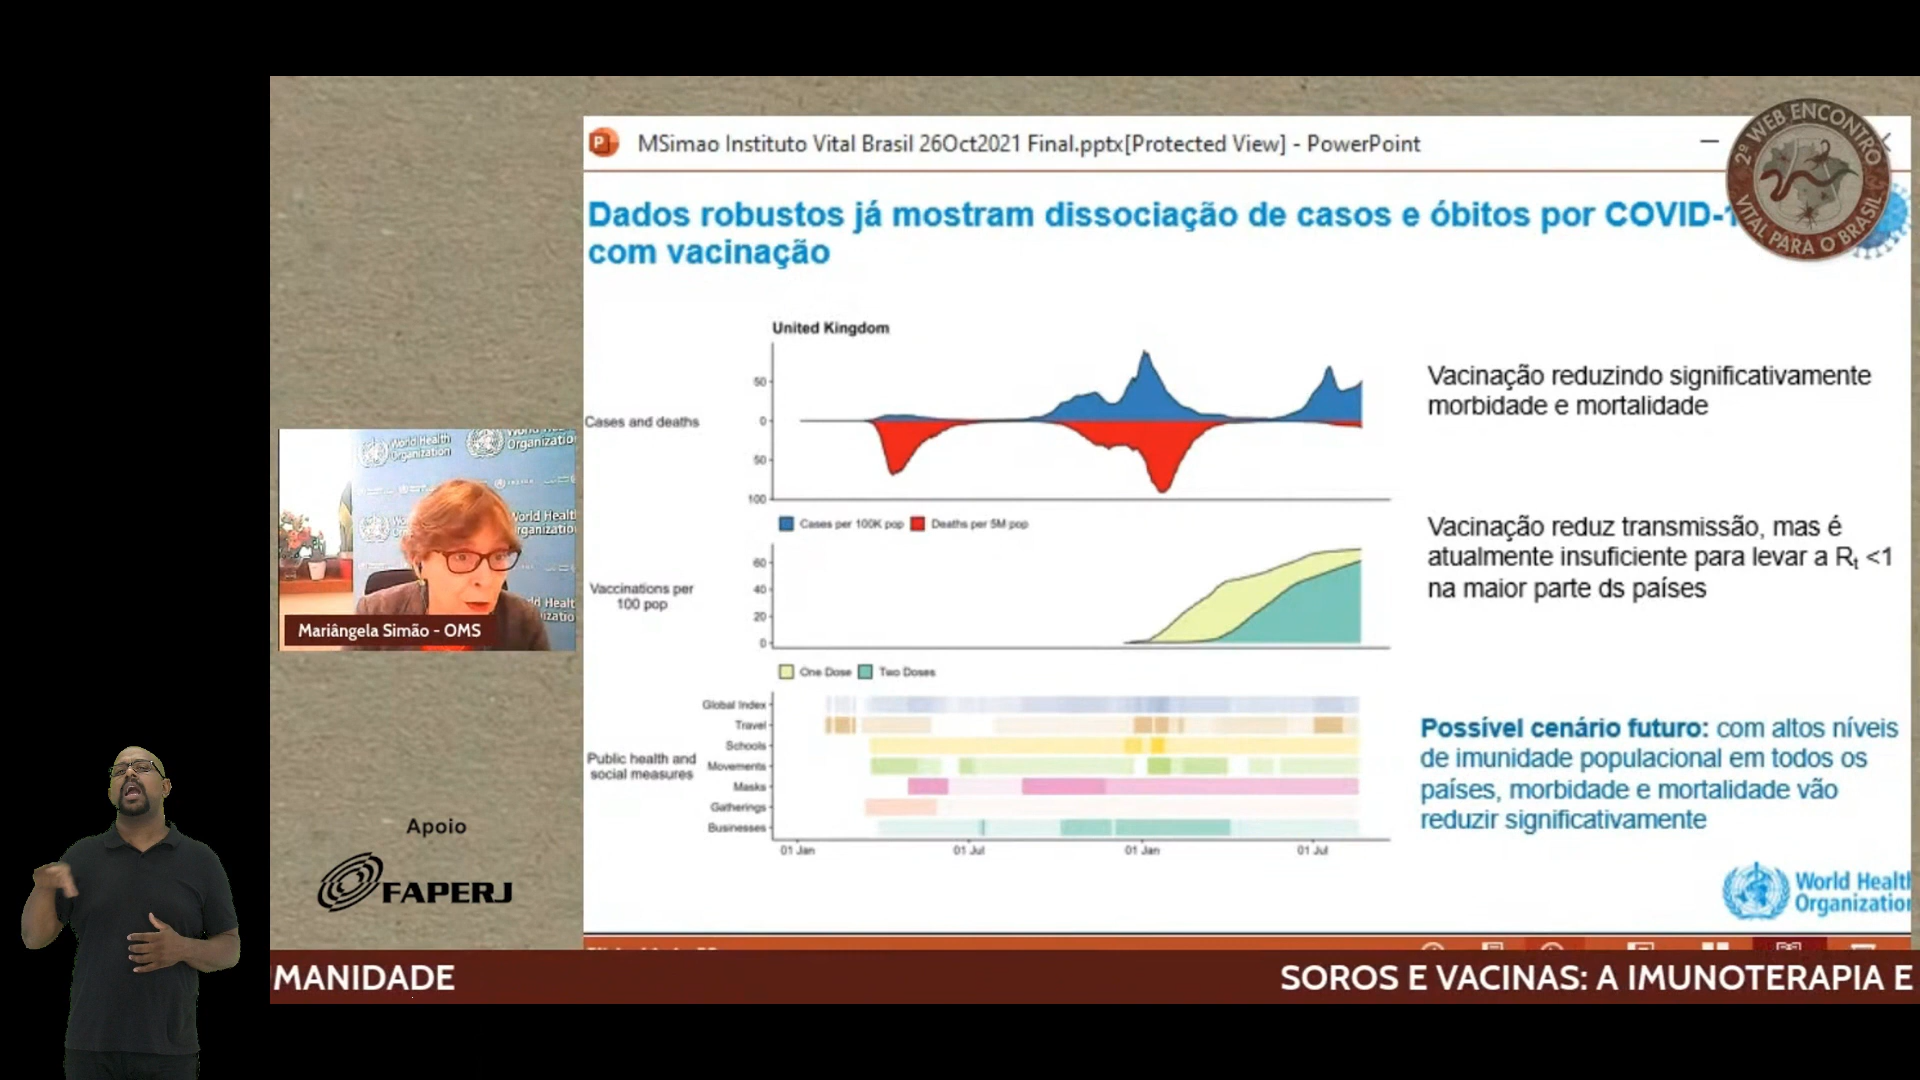 MSimao Instituto Vital Brasil 26Oct2021 Final.pptx[Protected View] - PowerPoint
2º WEB ENCONTRO
VITAL PARA O BRASIL
Dados robustos já mostram dissociação de casos e óbitos por COVID-1
com vacinação
United Kingdom
50
0
50
100
Cases and deaths
Cases per 100K pop
Deaths per 5M pop
Vacinação reduzindo significativamente
morbidade e mortalidade
60
40
20
0
Vaccinations per
100 pop
One Dose
Two Doses
Vacinação reduz transmissão, mas é
atualmente insuficiente para levar a Rt <1
na maior parte ds países
Public health and
social measures
Global Index
Travel
Schools
Movements
Masks
Gatherings
Businesses
01 Jan
01 Jul
01 Jan
01 Jul
Possível cenário futuro: com altos níveis
de imunidade populacional em todos os
países, morbidade e mortalidade vão
reduzir significativamente
World Health
Organization
World Health
Organization
Mariângela Simão - OMS
Apoio
FAPERJ
MANIDADE
SOROS E VACINAS: A IMUNOTERAPIA E